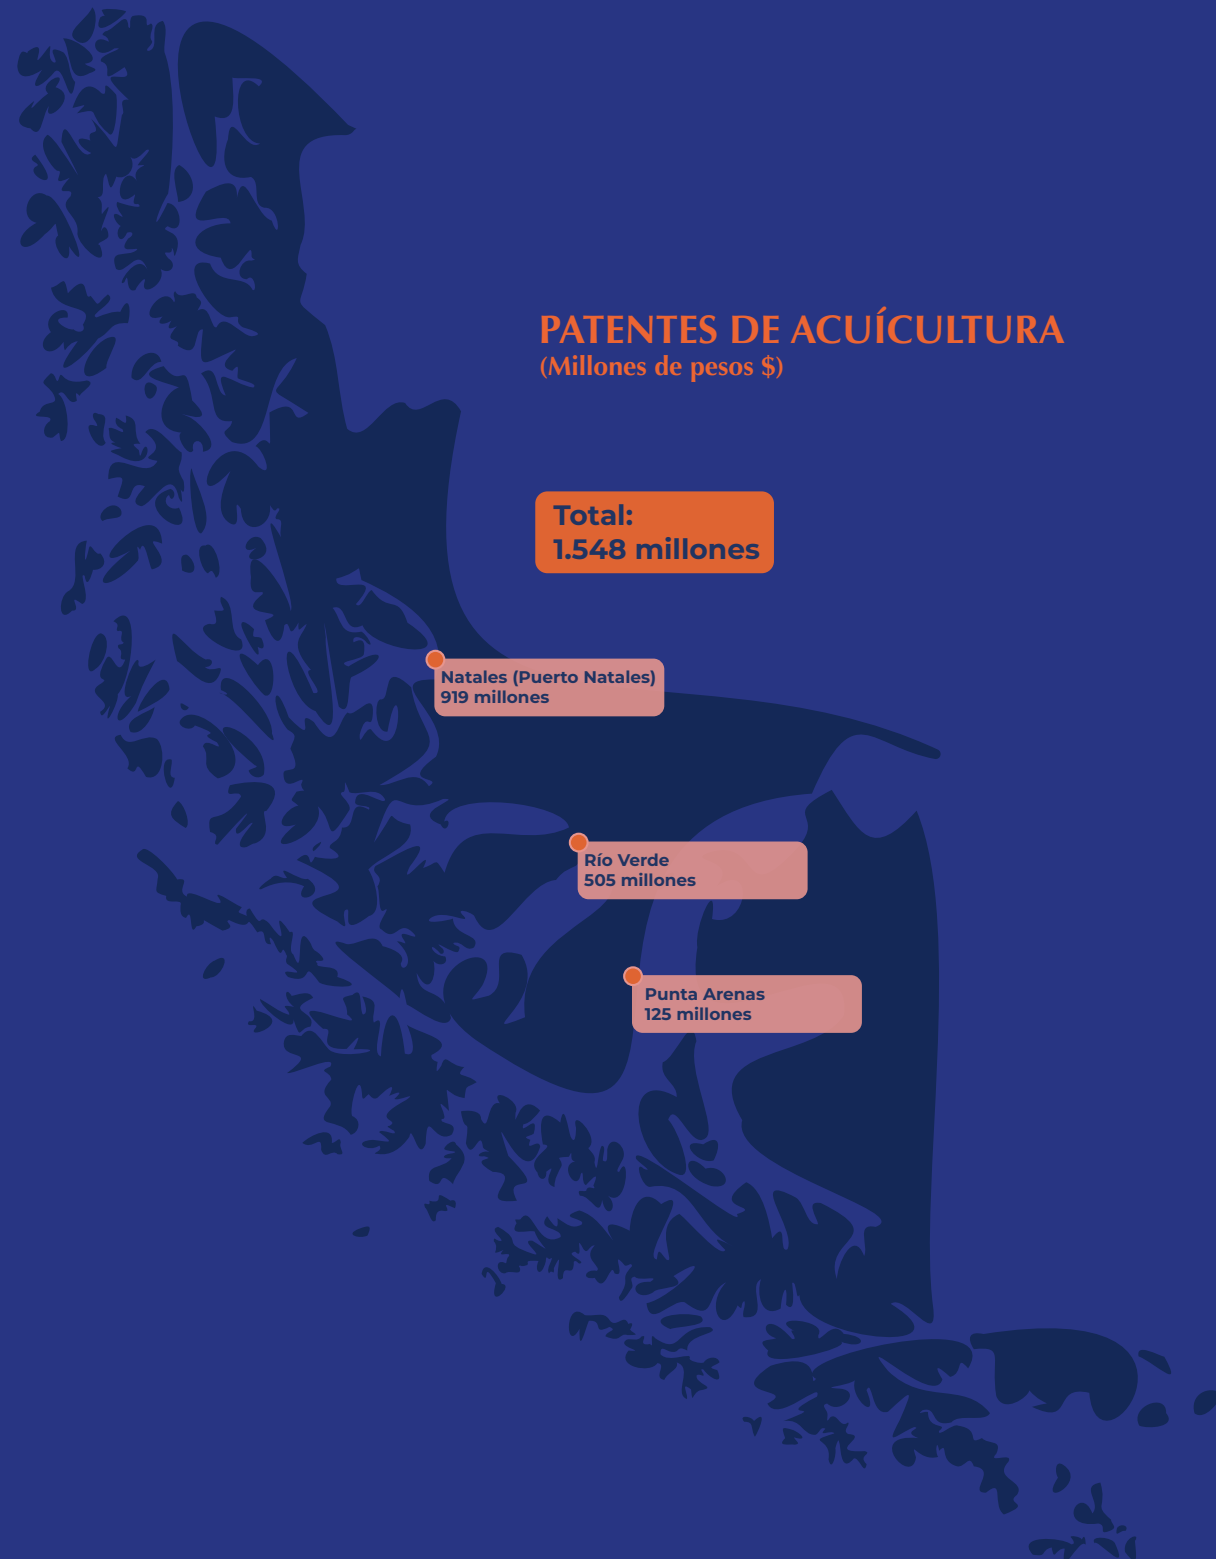 PATENTES DE ACUÍCULTURA
(Millones de pesos $)
Total:
1.548 millones
Natales (Puerto Natales)
919 millones
Río Verde
505 millones
Punta Arenas
125 millones